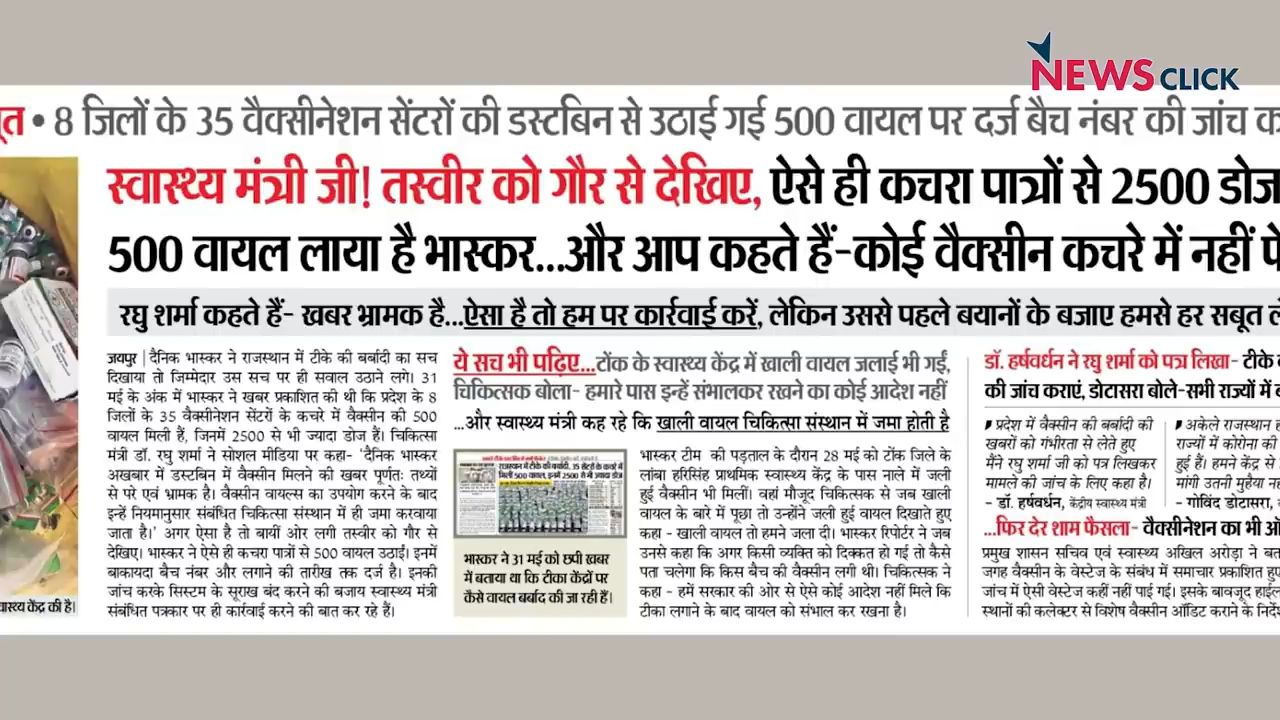 NEWS CLICK
• 8 जिलों के 35 वैक्सीनेशन सेंटरों की डस्टबिन से उठाई गई 500 वायल पर दर्ज बैच नंबर की जांच
स्वास्थ्य मंत्री जी! तस्वीर को गौर से देखिए, ऐसे ही कचरा पात्रों से 2500 डोज
500 वायल लाया है भास्कर...और आप कहते हैं-कोई वैक्सीन कचरे में नहीं
रघु शर्मा कहते हैं- खबर भ्रामक है...ऐसा है तो हम पर कार्रवाई करें, लेकिन उससे पहले बयानों के बजाए हमसे हर सबूत
जयपुर | दैनिक भास्कर ने राजस्थान में टीके की बर्बादी का सच
दिखाया तो जिम्मेदार उस सच पर ही सवाल उठाने लगे। 31
मई के अंक में भास्कर ने खबर प्रकाशित की थी कि प्रदेश के 8
जिलों के 35 वैक्सीनेशन सेंटरों के कचरे में वैक्सीन की 500
वायल मिली हैं, जिनमें 2500 से भी ज्यादा डोज हैं। चिकित्सा
मंत्री डॉ. रघु शर्मा ने सोशल मीडिया पर कहा- 'दैनिक भास्कर
अखबार में डस्टबिन में वैक्सीन मिलने की खबर पूर्णतः तथ्यों
से परे एवं भ्रामक है। वैक्सीन वायल्स का उपयोग करने के बाद
इन्हें नियमानुसार संबंधित चिकित्सा संस्थान में ही जमा करवाया
जाता है।' अगर ऐसा है तो बायीं ओर लगी तस्वीर को गौर से
देखिए। भास्कर ने ऐसे ही कचरा पात्रों से 500 वायल उठाईं। इनमें
बाकायदा बैच नंबर और लगाने की तारीख तक दर्ज है। इनकी
जांच करके सिस्टम के सूराख बंद करने की बजाय स्वास्थ्य मंत्री
संबंधित पत्रकार पर ही कार्रवाई करने की बात कर रहे हैं।
ये सच भी पढ़िए...टोंक के स्वास्थ्य केंद्र में खाली वायल जलाई भी गईं,
चिकित्सक बोला- हमारे पास इन्हें संभालकर रखने का कोई आदेश नहीं
...और स्वास्थ्य मंत्री कह रहे कि खाली वायल चिकित्सा संस्थान में जमा होती है
राजस्थान में टीके की बर्बादी, 35 सेंटरों के कचरे में
मिलीं 500 वायल, इनमें 2500 से भी ज्यादा डोज
भास्कर ने 31 मई को छपी खबर
में बताया था कि टीका केंद्रों पर
कैसे वायल बर्बाद की जा रही हैं।
भास्कर टीम की पड़ताल के दौरान 28 मई को टोंक जिले के
लांबा हरिसिंह प्राथमिक स्वास्थ्य केंद्र के पास नाले में जली
हुई वैक्सीन भी मिलीं। वहां मौजूद चिकित्सक से जब खाली
वायल के बारे में पूछा तो उन्होंने जली हुई वायल दिखाते हुए
कहा - खाली वायल तो हमने जला दी। भास्कर रिपोर्टर ने जब
उनसे कहा कि अगर किसी व्यक्ति को दिक्कत हो गई तो कैसे
पता चलेगा कि किस बैच की वैक्सीन लगी थी। चिकित्सक ने
कहा - हमें सरकार की ओर से ऐसे कोई आदेश नहीं मिले कि
टीका लगाने के बाद वायल को संभाल कर रखना है।
डॉ. हर्षवर्धन ने रघु शर्मा को पत्र लिखा- टीके
की जांच कराएं, डोटासरा बोले-सभी राज्यों में
प्रदेश में वैक्सीन की बर्बादी की
खबरों को गंभीरता से लेते हुए
मैंने रघु शर्मा जी को पत्र लिखकर
मामले की जांच के लिए कहा है।
- डॉ. हर्षवर्धन, केंद्रीय स्वास्थ्य मंत्री
अकेले राजस्थान
राज्यों में कोरोना की
हुई हैं। हमने केंद्र से
मांगी उतनी मुहैया
- गोविंद डोटासरा,
...फिर देर शाम फैसला- वैक्सीनेशन का भी
प्रमुख शासन सचिव एवं स्वास्थ्य अखिल अरोड़ा ने
जगह वैक्सीन के वेस्टेज के संबंध में समाचार प्रकाशित
जांच में ऐसी वेस्टेज कहीं नहीं पाई गई। इसके बावजूद
स्थानों की कलेक्टर से विशेष वैक्सीन ऑडिट कराने के
केंद्र की है।